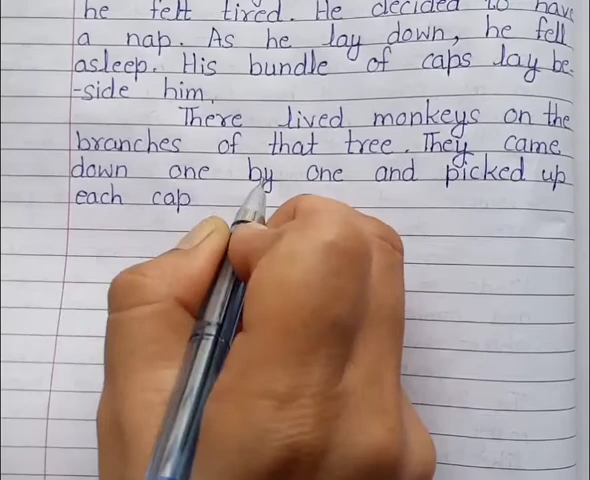 he felt tired. He decided to have
a nap. As he lay down, he fell
asleep. His bundle of caps lay be-
-side him.
There lived monkeys on the
branches of that tree. They came
down one by one and picked up
each cap